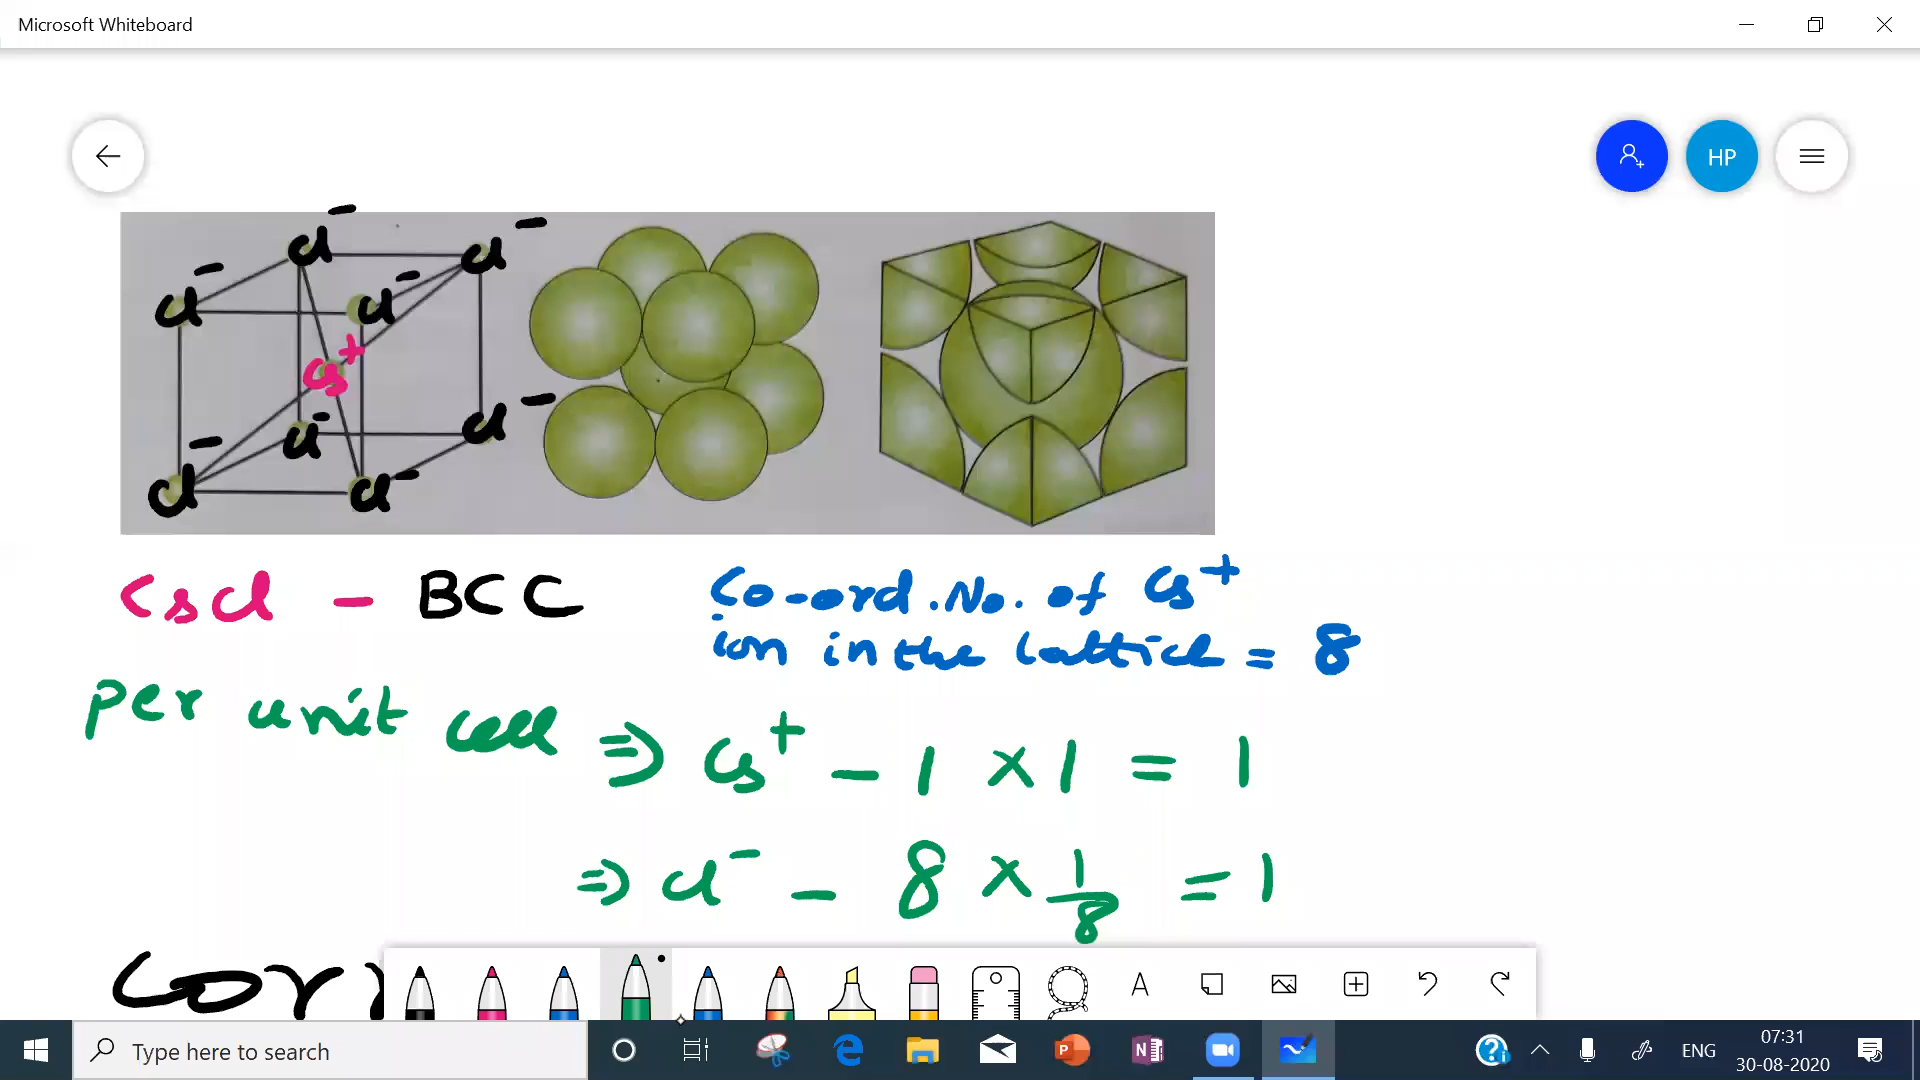 Microsoft Whiteboard
HP
Cl⁻
Cl⁻
Cl⁻
Cl⁻
Cs⁺
Cl⁻
Cl⁻
Cl⁻
Cl⁻
CsCl - BCC
Co-ord. No. of Cs⁺
ion in the lattice = 8
per unit cell ⇒ Cs⁺ - 1 × 1 = 1
⇒ Cl⁻ - 8 × 1/8 = 1
A
Type here to search
ENG
07:31
30-08-2020